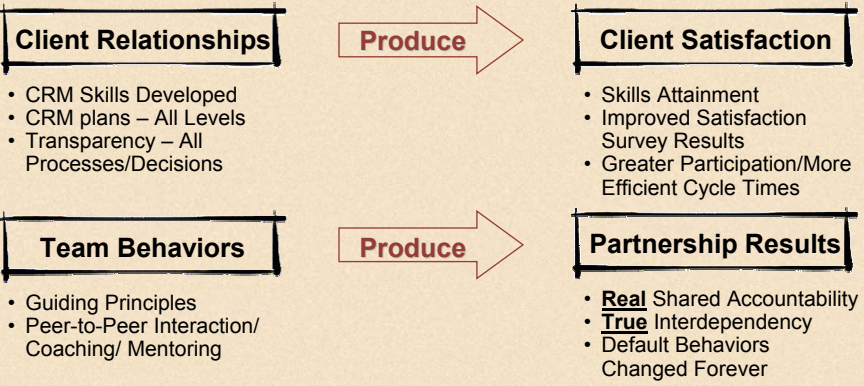 Client Relationships
Produce
Client Satisfaction
• CRM Skills Developed
• CRM plans – All Levels
• Transparency – All
Processes/Decisions
• Skills Attainment
• Improved Satisfaction
Survey Results
• Greater Participation/More
Efficient Cycle Times
Team Behaviors
Produce
Partnership Results
• Guiding Principles
• Peer-to-Peer Interaction/
Coaching/ Mentoring
• Real Shared Accountability
• True Interdependency
• Default Behaviors
Changed Forever